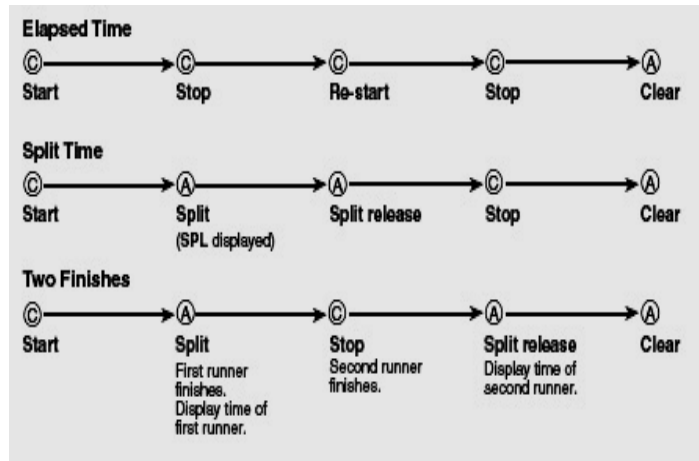 Elapsed Time
C C C C A
Start Stop Re-start Stop Clear
Split Time
C A A C A
Start Split Split release Stop Clear
(SPL displayed)
Two Finishes
C A C A A
Start Split Stop Split release Clear
First runner finishes. Display time of first runner.
Second runner finishes.
Display time of second runner.